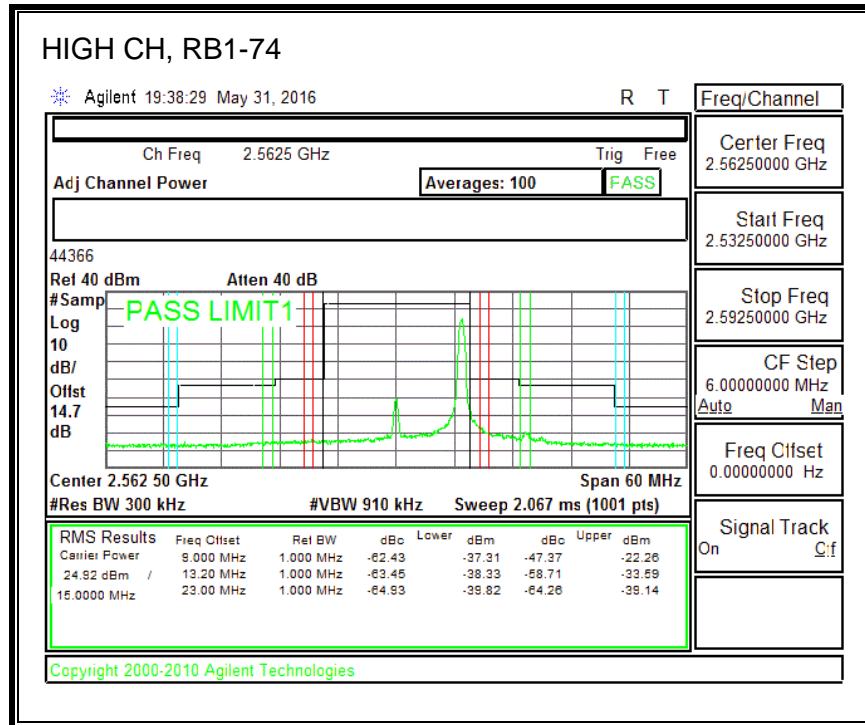 HIGH CH, RB1-74
Agilent 19:38:29 May 31, 2016 R T
Freq/Channel
Ch Freq 2.5625 GHz Trig Free
Adj Channel Power Averages: 100 PASS
44366
Ref 40 dBm Atten 40 dB
#Samp
Log
10
dB/
Offst
14.7
dB
PASS LIMIT1
Center 2.562 50 GHz Span 60 MHz
#Res BW 300 kHz #VBW 910 kHz Sweep 2.067 ms (1001 pts)
RMS Results Freq Offset Ref BW dBc Lower dBm dBc Upper dBm
Carrier Power 9.000 MHz 1.000 MHz -62.43 -37.31 -47.37 -22.26
24.92 dBm / 13.20 MHz 1.000 MHz -63.45 -38.33 -58.71 -33.59
15.0000 MHz 23.00 MHz 1.000 MHz -64.93 -39.82 -64.26 -39.14
Copyright 2000-2010 Agilent Technologies
Center Freq
2.56250000 GHz
Start Freq
2.53250000 GHz
Stop Freq
2.59250000 GHz
CF Step
6.00000000 MHz
Auto Man
Freq Offset
0.00000000 Hz
Signal Track
On Off